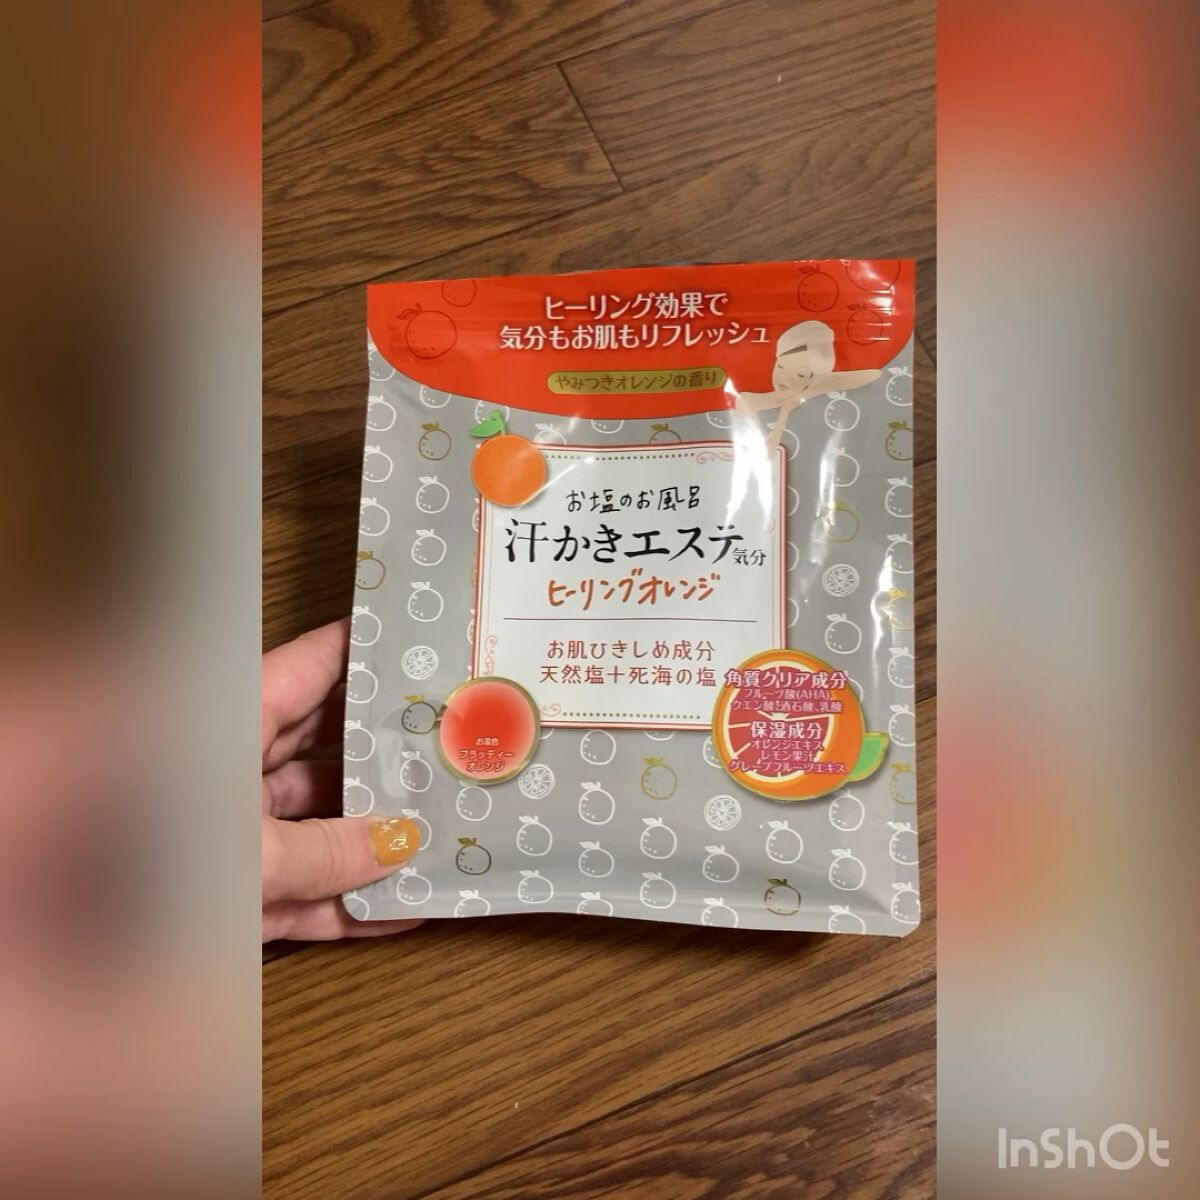 ヒーリング効果で
気分もお肌もリフレッシュ
やみつきオレンジの香り
お塩のお風呂
汗かきエステ気分
ヒーリングオレンジ
お肌ひきしめ成分
天然塩+死海の塩
角質クリア成分
フルーツ酸(AHA)
クエン酸、酒石酸、乳酸
保湿成分
オレンジエキス
レモン果汁
グレープフルーツエキス
お湯色
ブラッディー
オレンジ
InShOt